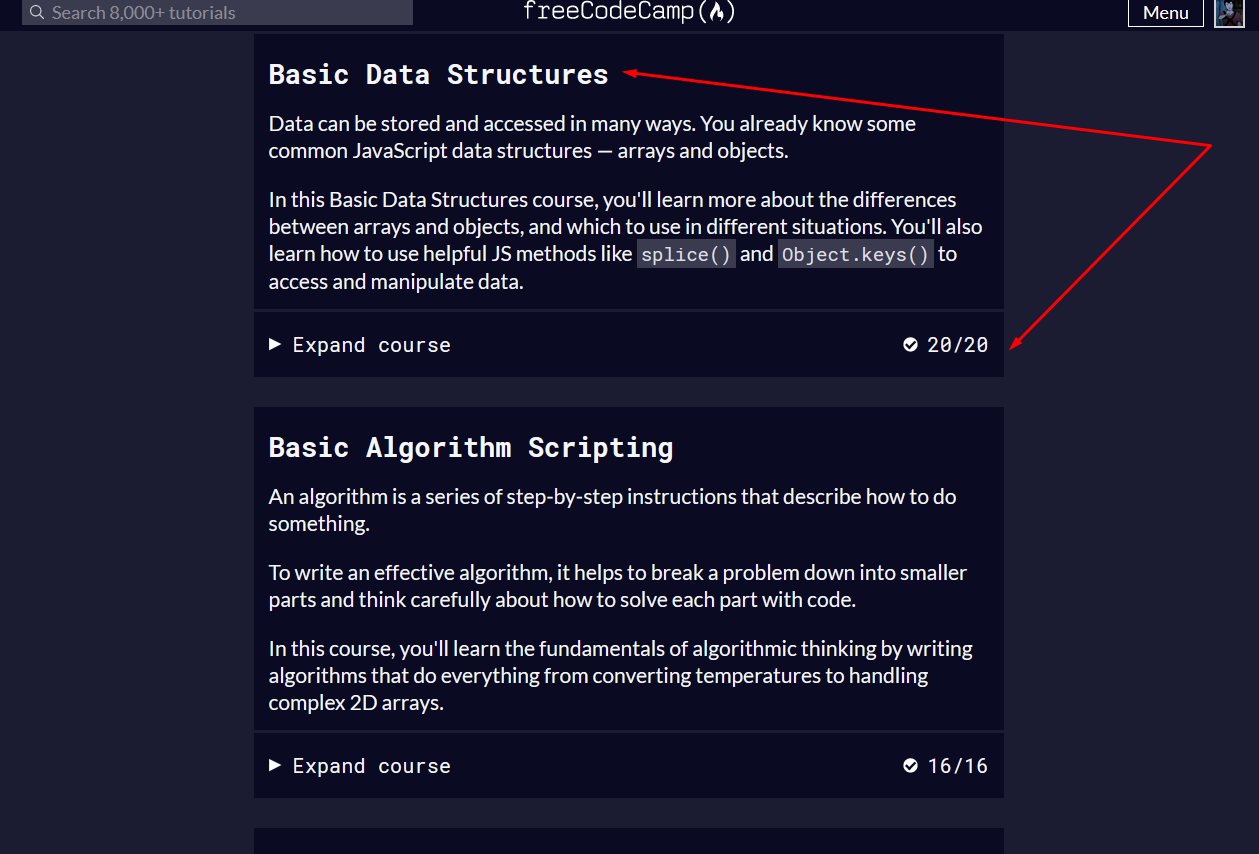 Search 8,000+ tutorials
freeCodeCamp
Menu
Basic Data Structures
Data can be stored and accessed in many ways. You already know some
common JavaScript data structures — arrays and objects.
In this Basic Data Structures course, you'll learn more about the differences
between arrays and objects, and which to use in different situations. You'll also
learn how to use helpful JS methods like splice() and Object.keys() to
access and manipulate data.
Expand course 20/20
Basic Algorithm Scripting
An algorithm is a series of step-by-step instructions that describe how to do
something.
To write an effective algorithm, it helps to break a problem down into smaller
parts and think carefully about how to solve each part with code.
In this course, you'll learn the fundamentals of algorithmic thinking by writing
algorithms that do everything from converting temperatures to handling
complex 2D arrays.
Expand course 16/16